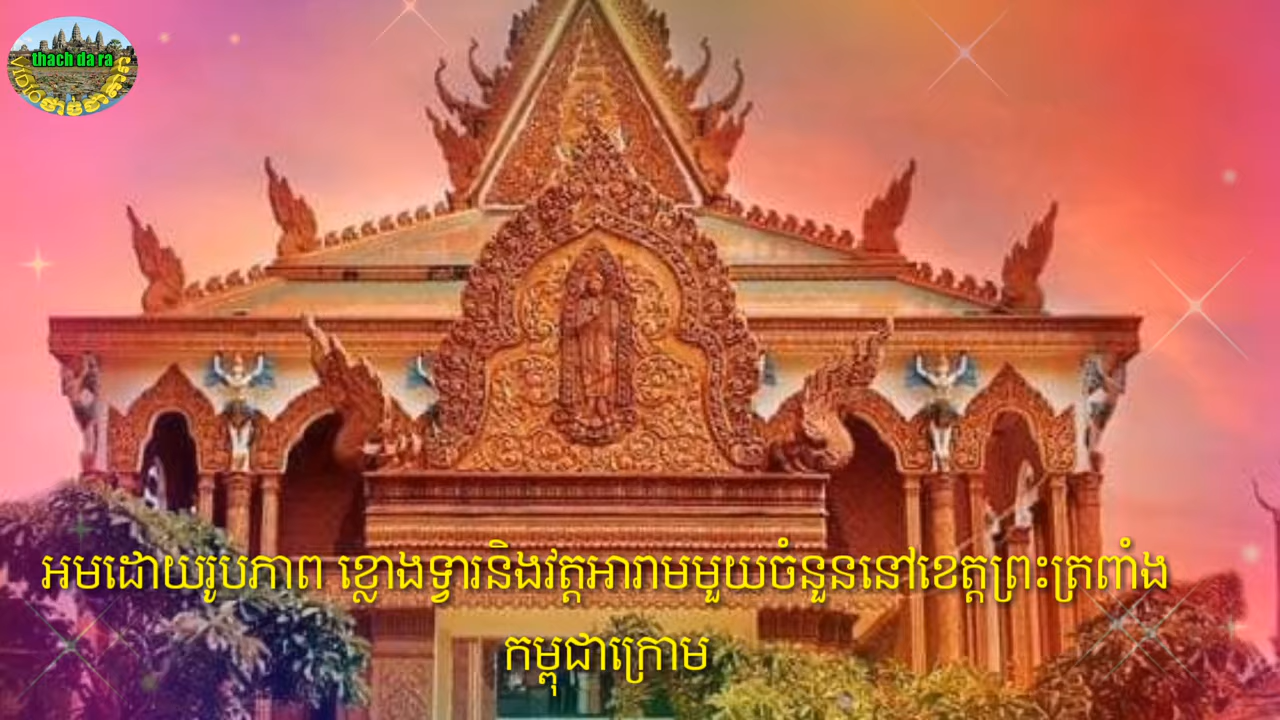 thach da ra
VIDIO
អមដោយរូបភាព ខ្លោងទ្វារនិងវត្តអារាមមួយចំនួននៅខេត្តព្រះត្រពាំង
កម្ពុជាក្រោម